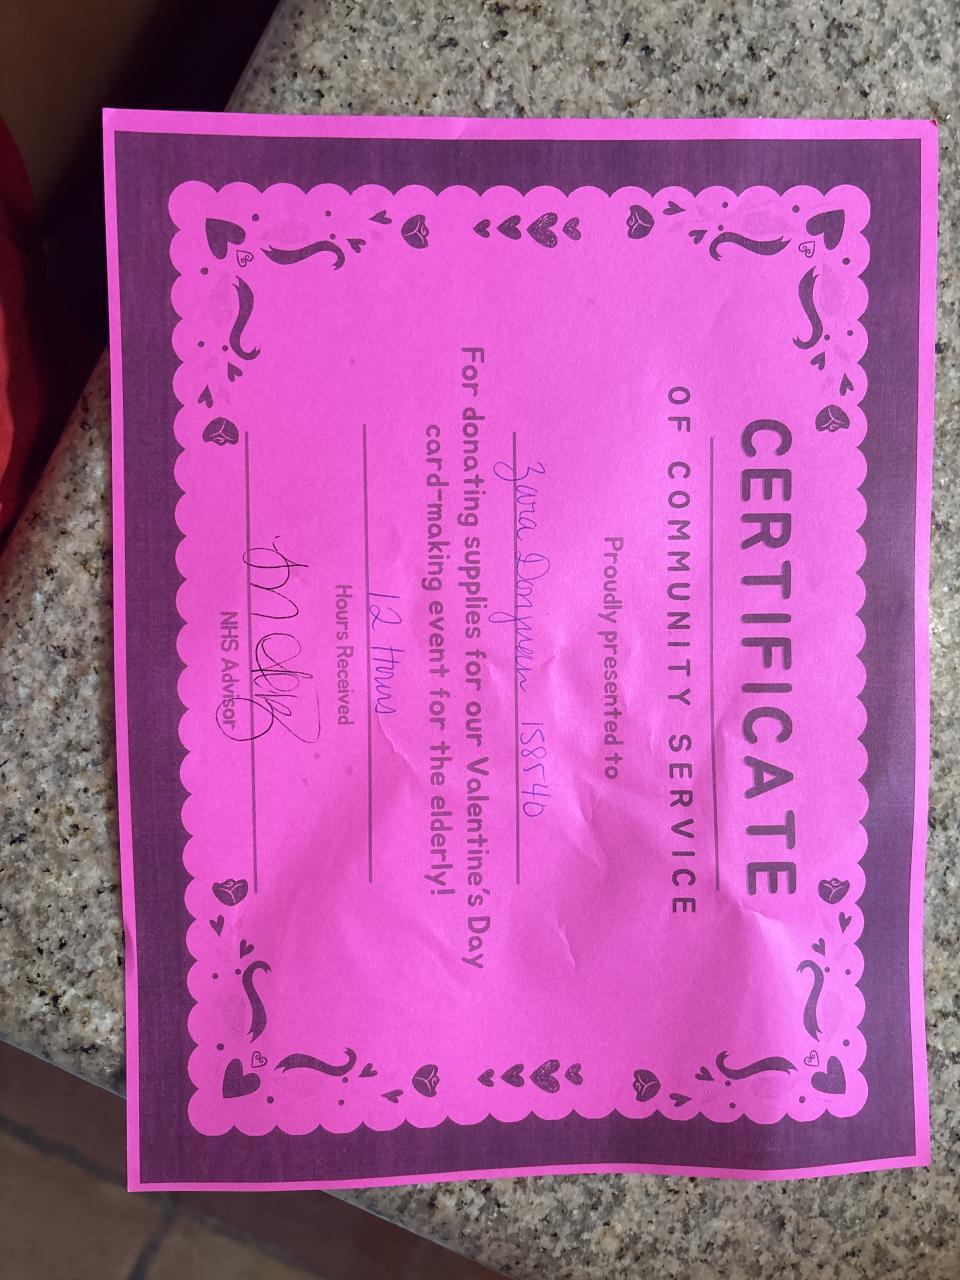 CERTIFICATE
OF COMMUNITY SERVICE
Proudly presented to
Zara 158540
For donating supplies for our Valentine's Day
card-making event for the elderly!
12 Hours
Hours Received
NHS Advisor